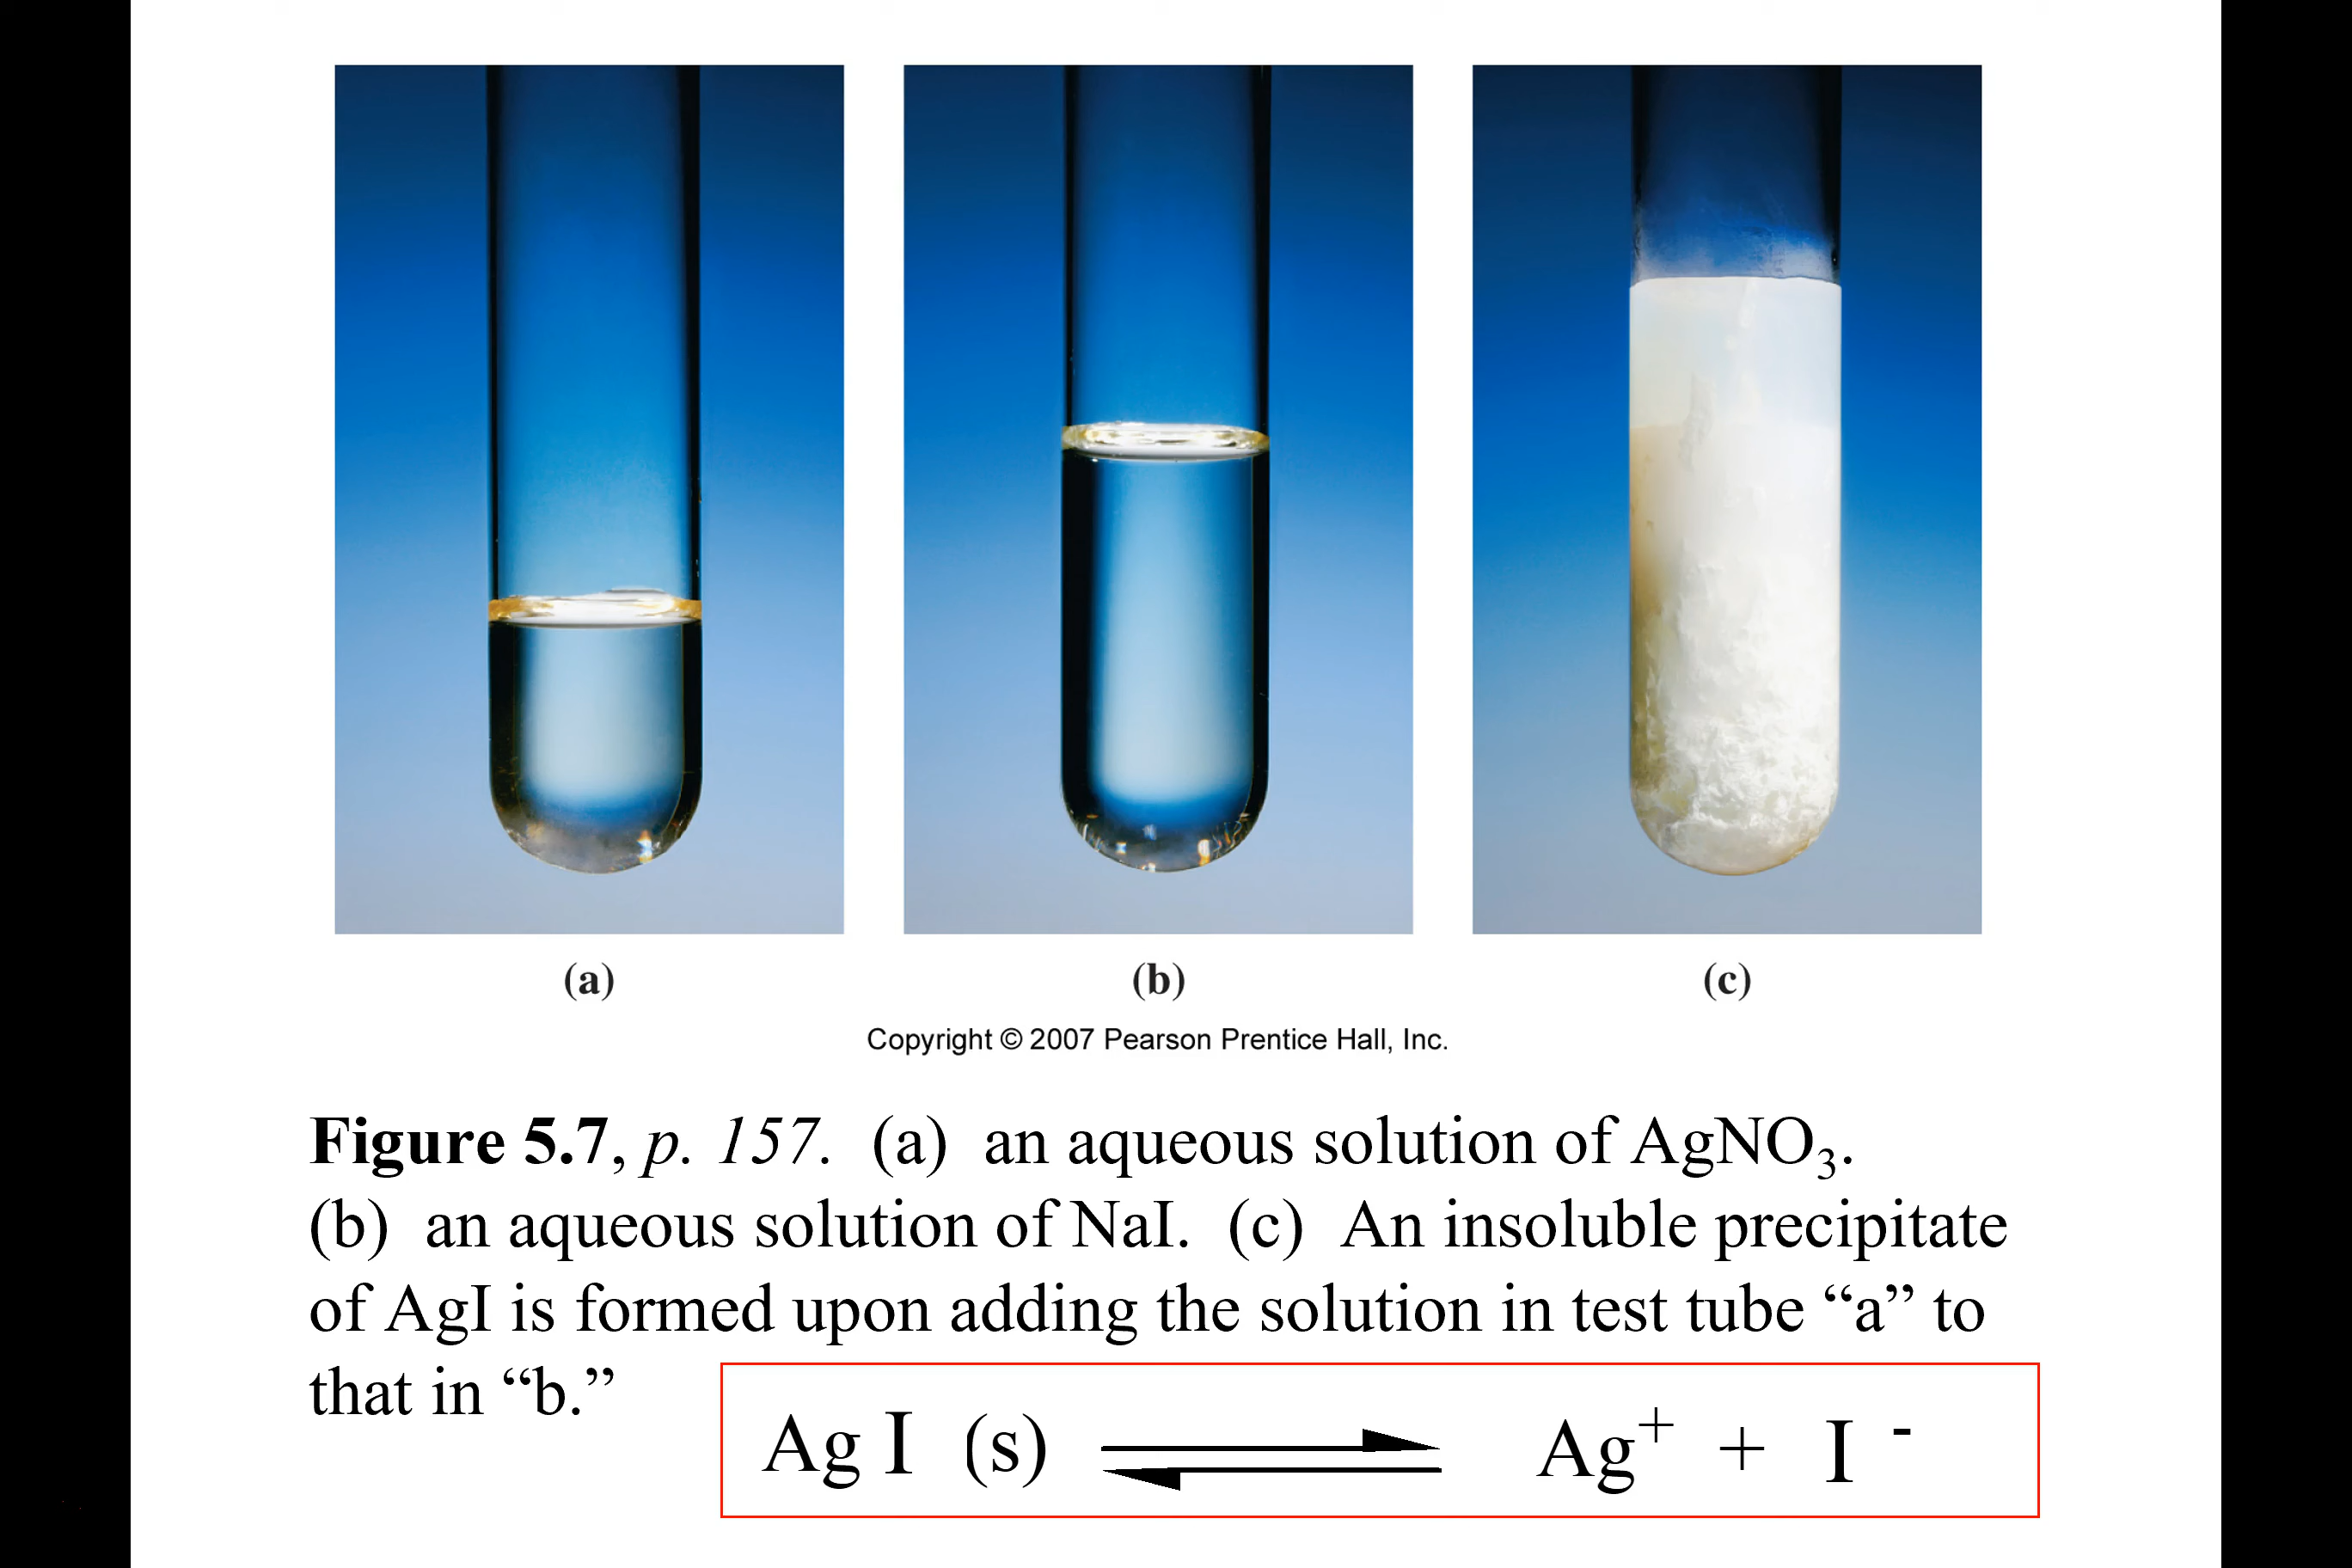 (a) (b) (c)
Copyright © 2007 Pearson Prentice Hall, Inc.
Figure 5.7, p. 157. (a) an aqueous solution of AgNO₃.
(b) an aqueous solution of NaI. (c) An insoluble precipitate
of AgI is formed upon adding the solution in test tube “a” to
that in “b.”
Ag I (s) ⇌ Ag⁺ + I ⁻